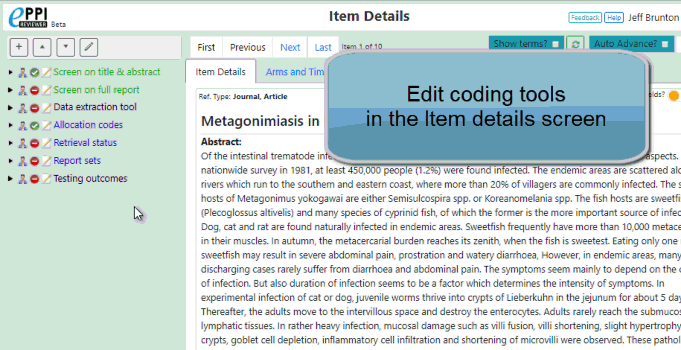 ePPI
REVIEWER Beta
Item Details
Feedback Help Jeff Brunton
First Previous Next Last Item 1 of 10
Show terms? Auto Advance?
Screen on title & abstract
Screen on full report
Data extraction tool
Allocation codes
Retrieval status
Report sets
Testing outcomes
Item Details Arms and Tim
Edit coding tools
in the Item details screen
Ref. Type: Journal, Article
Metagonimiasis in
Abstract:
Of the intestinal trematode infe aspects.
nationwide survey in 1981, at least 450,000 people (1.2%) were found infected. The endemic areas are scattered alo
rivers which run to the southern and eastern coast, where more than 20% of villagers are commonly infected. The s
hosts of Metagonimus yokogawai are either Semisulcospira spp. or Koreanomelania spp. The fish hosts are sweetfi
(Plecoglossus altivelis) and many species of cyprinid fish, of which the former is the more important source of infec
Dog, cat and rat are found naturally infected in endemic areas. Sweetfish frequently have more than 10,000 metace
in their muscles. In autumn, the metacercarial burden reaches its zenith, when the fish is sweetest. Eating only one
sweetfish may result in severe abdominal pain, prostration and watery diarrhoea, However, in endemic areas, many
discharging cases rarely suffer from diarrhoea and abdominal pain. The symptoms seem mainly to depend on the
of infection. But also duration of infection seems to be a factor which determines the intensity of symptoms. In
experimental infection of cat or dog, juvenile worms thrive into crypts of Lieberkuhn in the jejunum for about 5 day
Thereafter, the adults move to the intervillous space and destroy the enterocytes. Adults rarely reach the submucos
lymphatic tissues. In rather heavy infection, mucosal damage such as villi fusion, villi shortening, slight hypertrophy
crypts, goblet cell depletion, inflammatory cell infiltration and shortening of microvilli were observed. These pathol